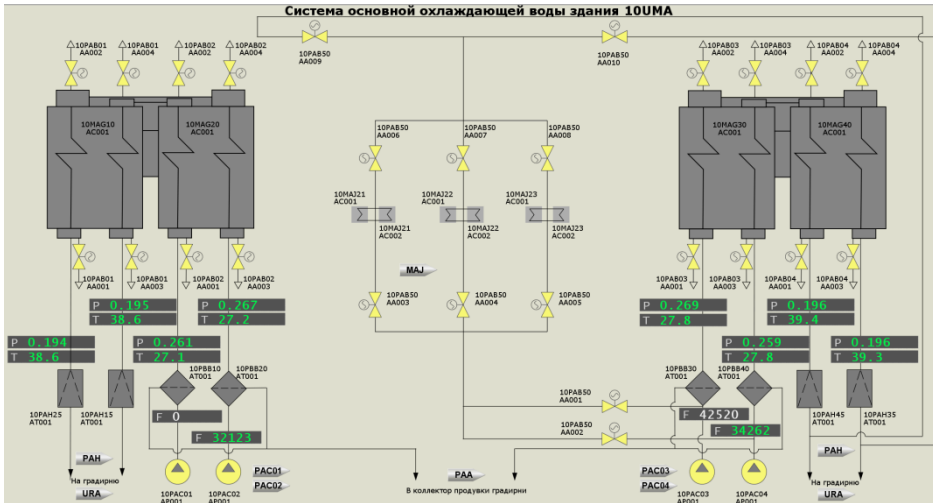 Система основной охлаждающей воды здания 10UMA
10PAB01
AA002
10PAB01
AA004
10PAB02
AA002
10PAB02
AA004
10PAB50
AA009
10PAB50
AA010
10PAB03
AA002
10PAB03
AA004
10PAB04
AA002
10PAB04
AA004
10MAG10
AC001
10MAG20
AC001
10PAB50
AA006
10PAB50
AA007
10PAB50
AA008
10MAG30
AC001
10MAG40
AC001
10MAJ21
AC001
10MAJ22
AC001
10MAJ23
AC001
10MAJ21
AC002
10MAJ22
AC002
10MAJ23
AC002
MAJ
10PAB01
AA001
10PAB01
AA003
10PAB02
AA001
10PAB02
AA003
10PAB50
AA003
10PAB50
AA004
10PAB50
AA005
10PAB03
AA001
10PAB03
AA003
10PAB04
AA001
10PAB04
AA003
P 0.195
T 38.6
P 0.267
T 27.2
P 0.269
T 27.8
P 0.196
T 39.4
P 0.194
T 38.6
P 0.261
T 27.1
P 0.259
T 27.8
P 0.196
T 39.3
10PBB10
AT001
10PBB20
AT001
10PBB30
AT001
10PBB40
AT001
10PAH25
AT001
10PAH15
AT001
F 0
F 32123
10PAB50
AA001
10PAB50
AA002
F 42520
F 34262
10PAH45
AT001
10PAH35
AT001
PAH
На градирню
URA
PAC01
PAC02
PAA
В коллектор продувки градирни
PAC03
PAC04
PAH
На градирню
URA
10PAC01
AP001
10PAC02
AP001
10PAC03
AP001
10PAC04
AP001